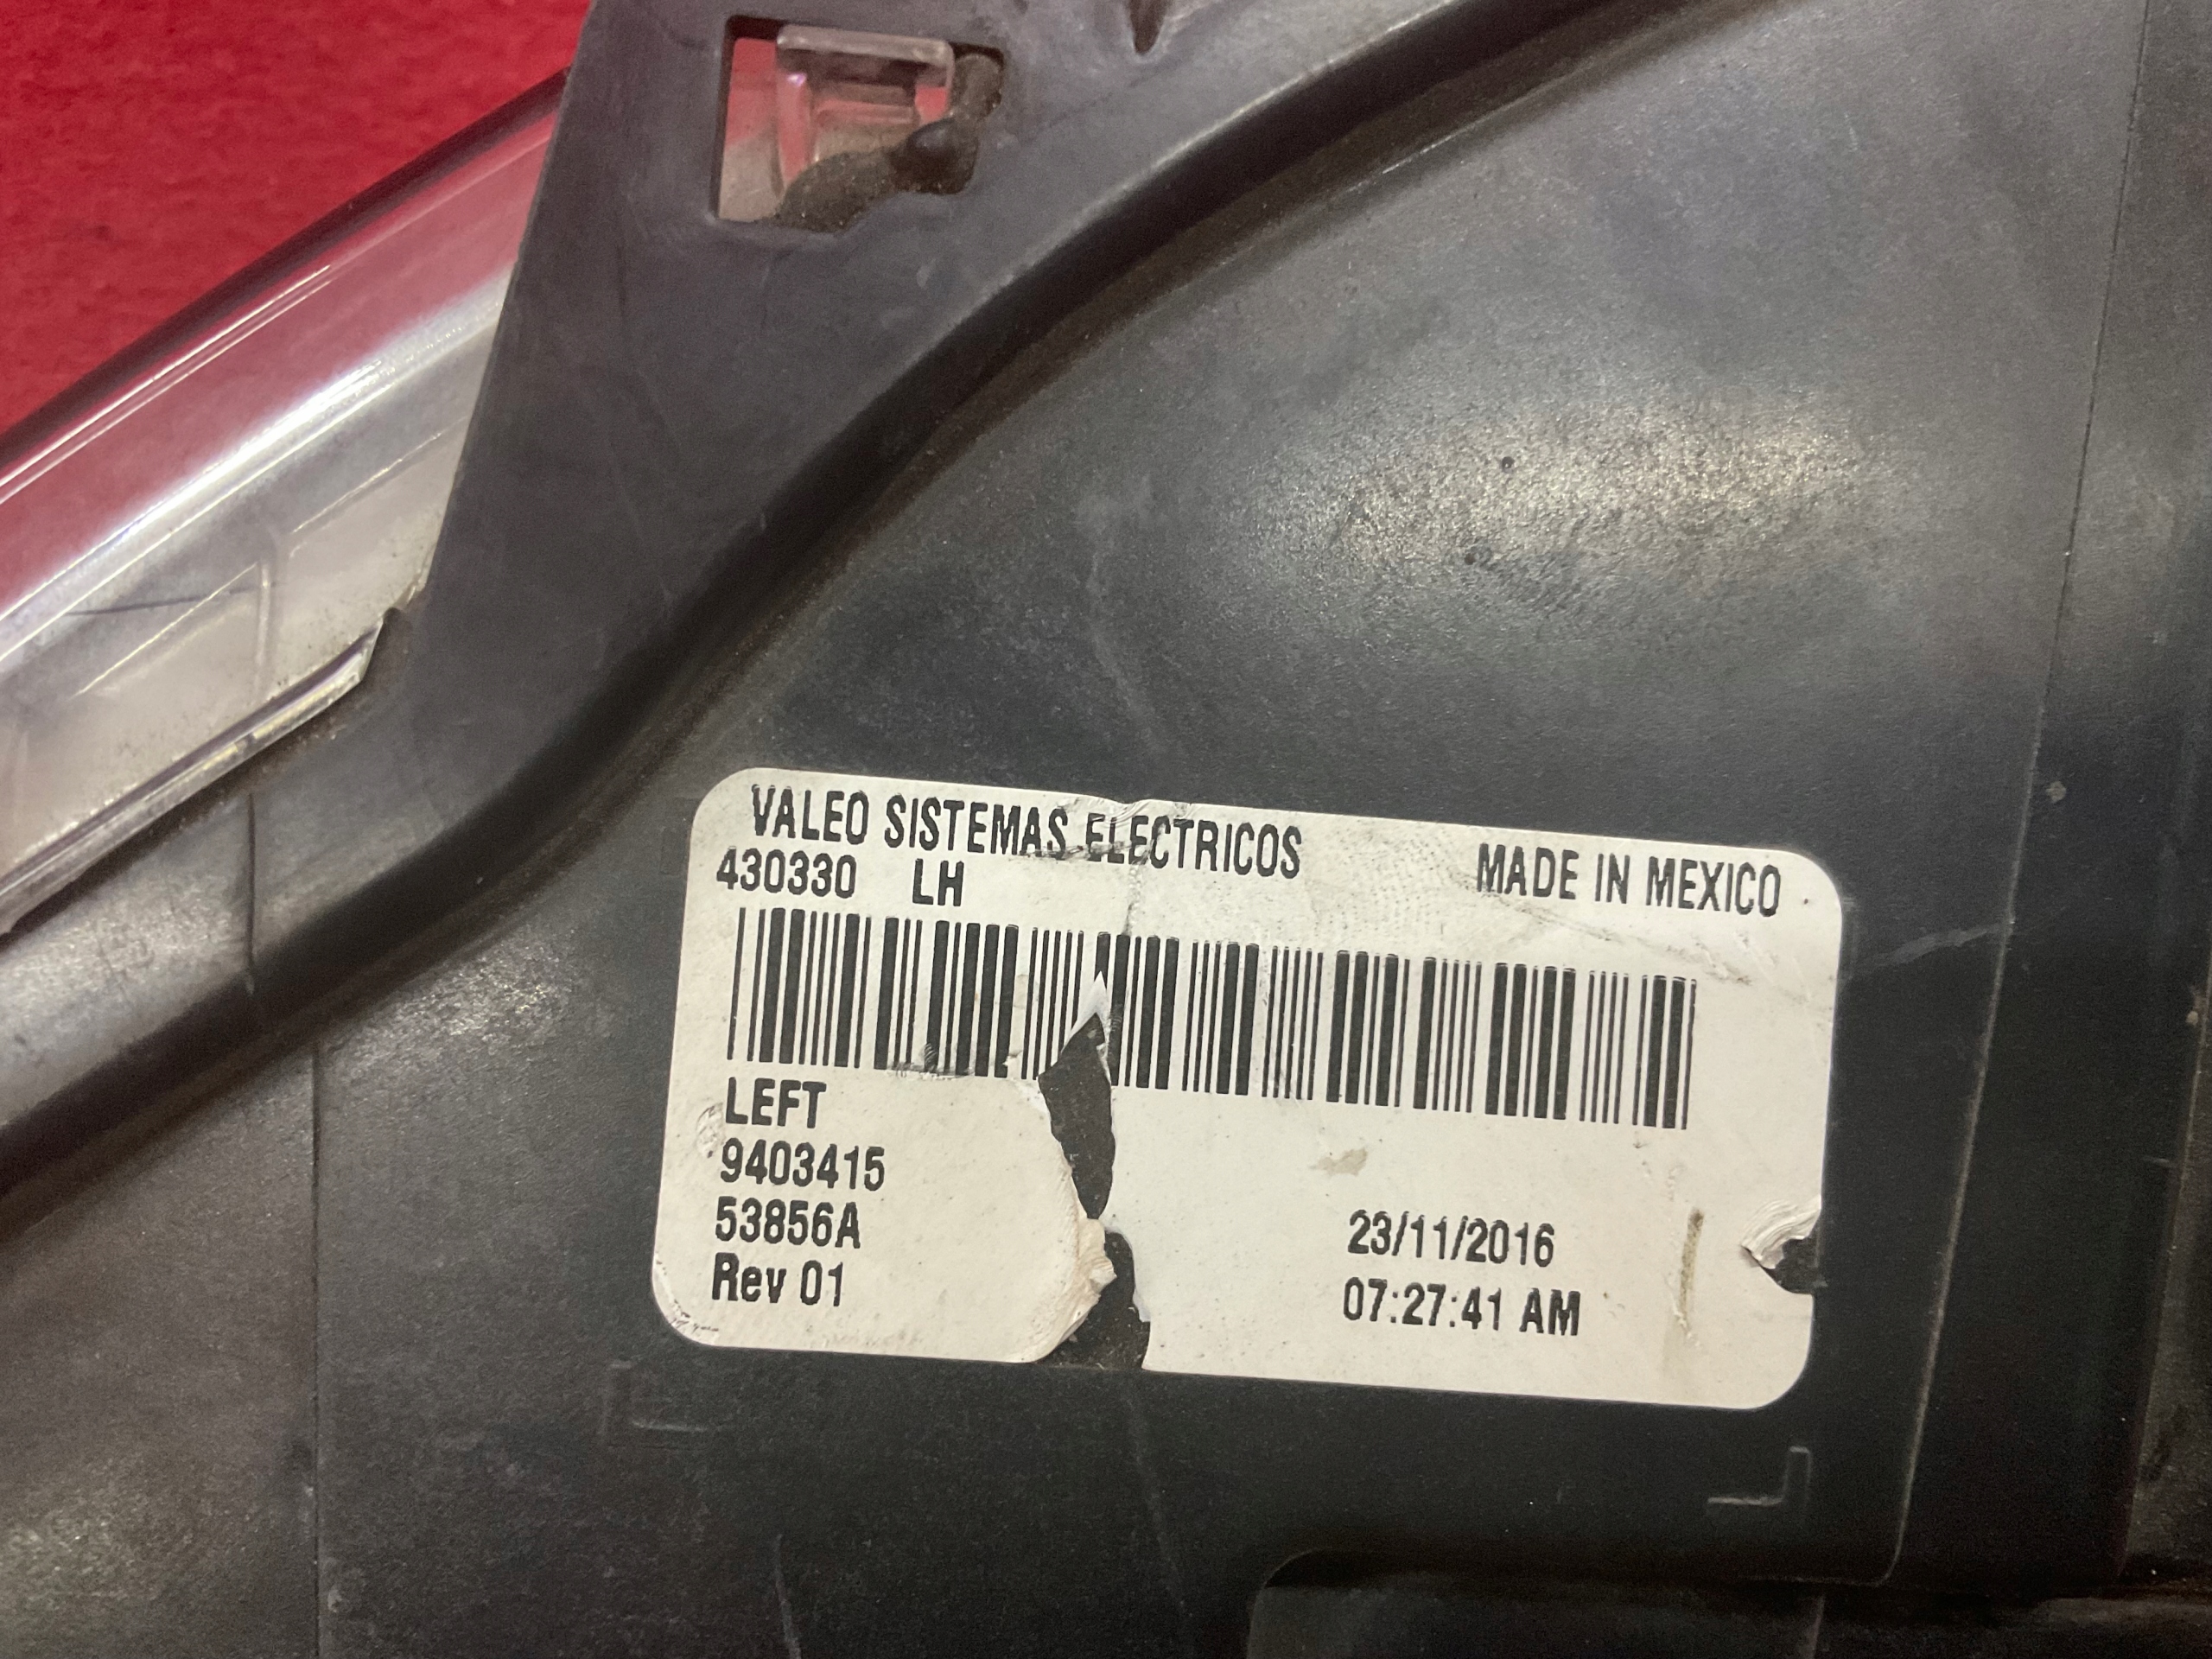 VALEO SISTEMAS ELECTRICOS
MADE IN MEXICO
430330 LH
LEFT
9403415
53856A
Rev 01
23/11/2016
07:27:41 AM